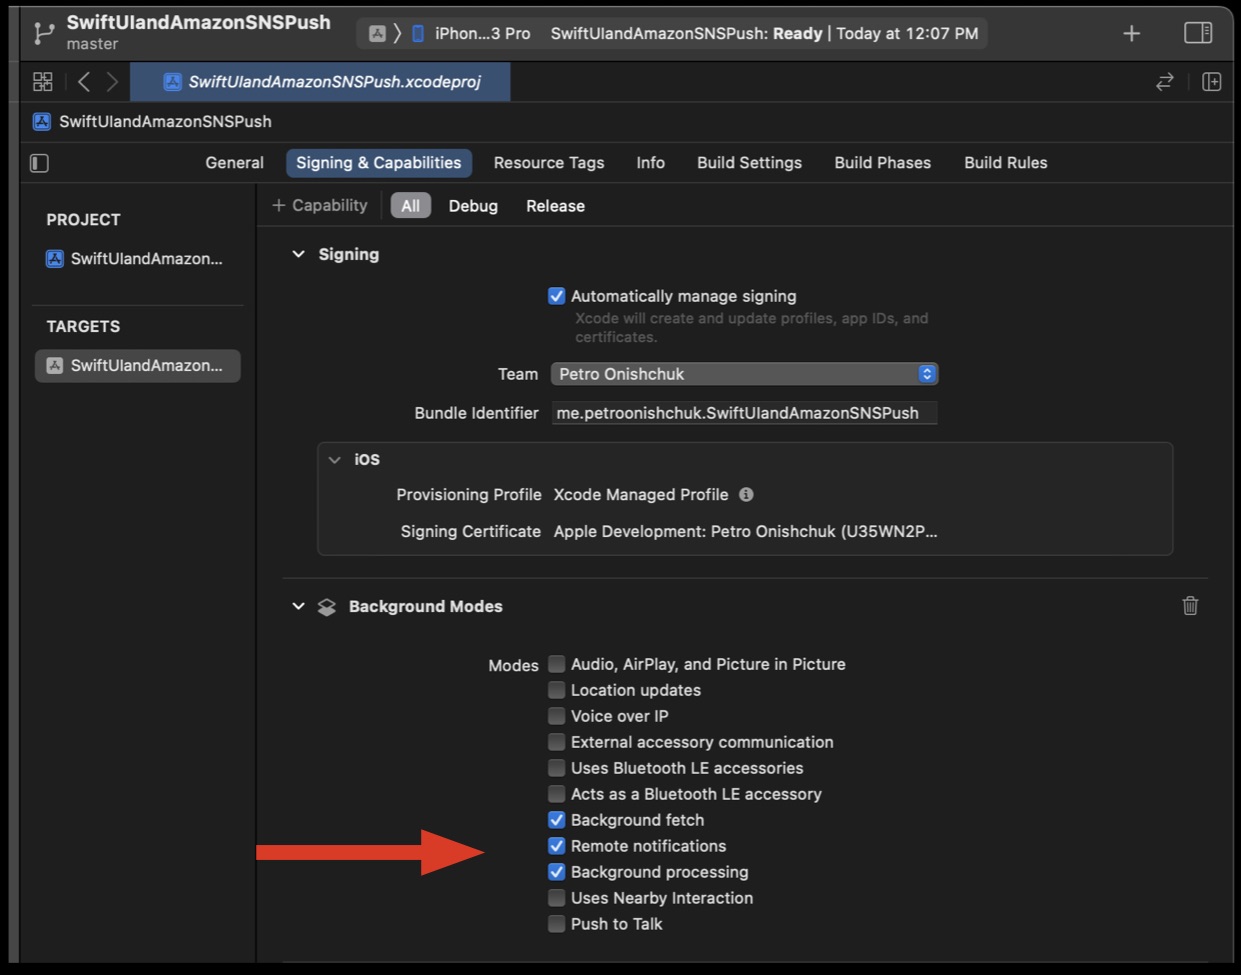 SwiftUIandAmazonSNSPush
master
iPhon...3 Pro
SwiftUIandAmazonSNSPush: Ready | Today at 12:07 PM
SwiftUIandAmazonSNSPush.xcodeproj
SwiftUIandAmazonSNSPush
General
Signing & Capabilities
Resource Tags
Info
Build Settings
Build Phases
Build Rules
PROJECT
SwiftUIandAmazon...
TARGETS
SwiftUIandAmazon...
+ Capability
All
Debug
Release
Signing
Automatically manage signing
Xcode will create and update profiles, app IDs, and
certificates.
Team
Petro Onishchuk
Bundle Identifier
me.petroonishchuk.SwiftUIandAmazonSNSPush
iOS
Provisioning Profile
Xcode Managed Profile
Signing Certificate
Apple Development: Petro Onishchuk (U35WN2P...
Background Modes
Modes
Audio, AirPlay, and Picture in Picture
Location updates
Voice over IP
External accessory communication
Uses Bluetooth LE accessories
Acts as a Bluetooth LE accessory
Background fetch
Remote notifications
Background processing
Uses Nearby Interaction
Push to Talk